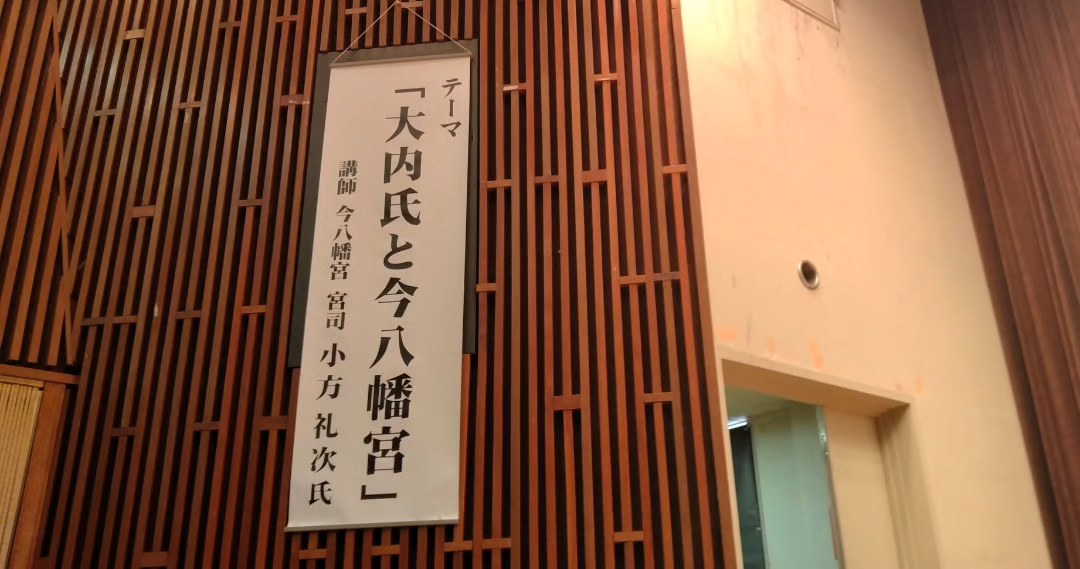 テーマ
「大内氏と今八幡宮」
講師 今八幡宮 宮司 小方 礼次氏